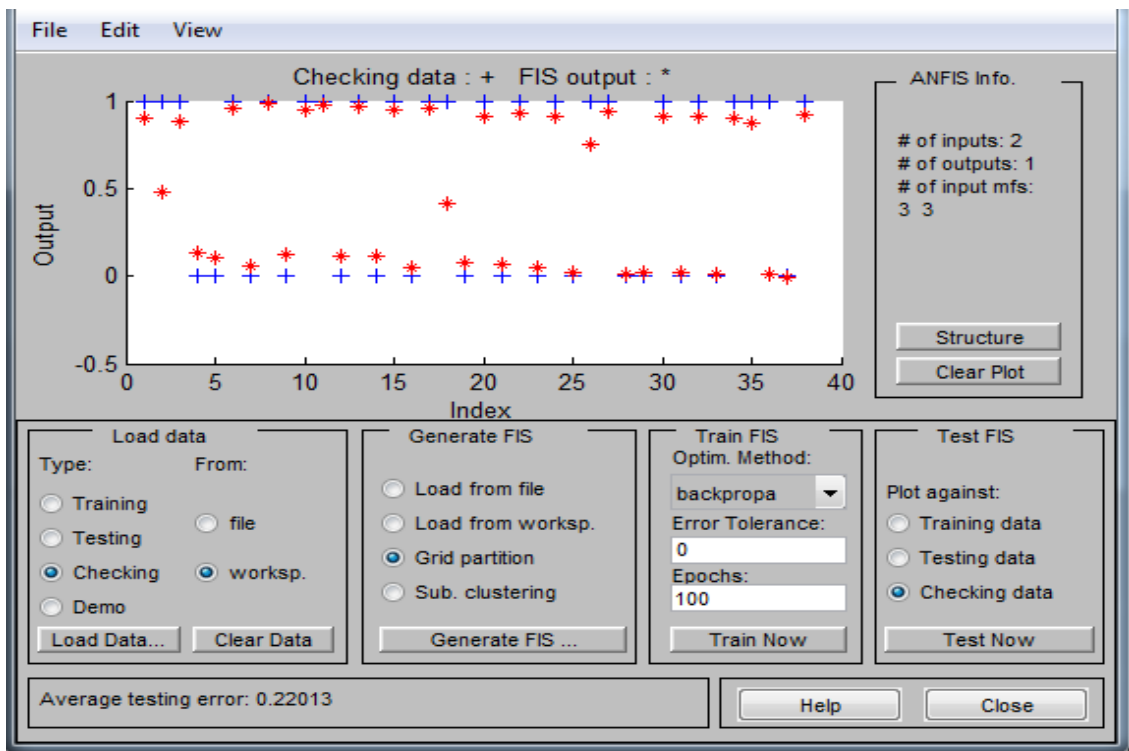 File Edit View
Checking data : + FIS output : *
1
0.5
0
-0.5
Output
0 5 10 15 20 25 30 35 40
Index
ANFIS Info.
# of inputs: 2
# of outputs: 1
# of input mfs:
3 3
Structure
Clear Plot
Load data
Type: From:
Training
file
Testing
Checking
worksp.
Demo
Load Data... Clear Data
Generate FIS
Load from file
Load from worksp.
Grid partition
Sub. clustering
Generate FIS ...
Train FIS
Optim. Method:
backpropa
Error Tolerance:
0
Epochs:
100
Train Now
Test FIS
Plot against:
Training data
Testing data
Checking data
Test Now
Average testing error: 0.22013
Help Close